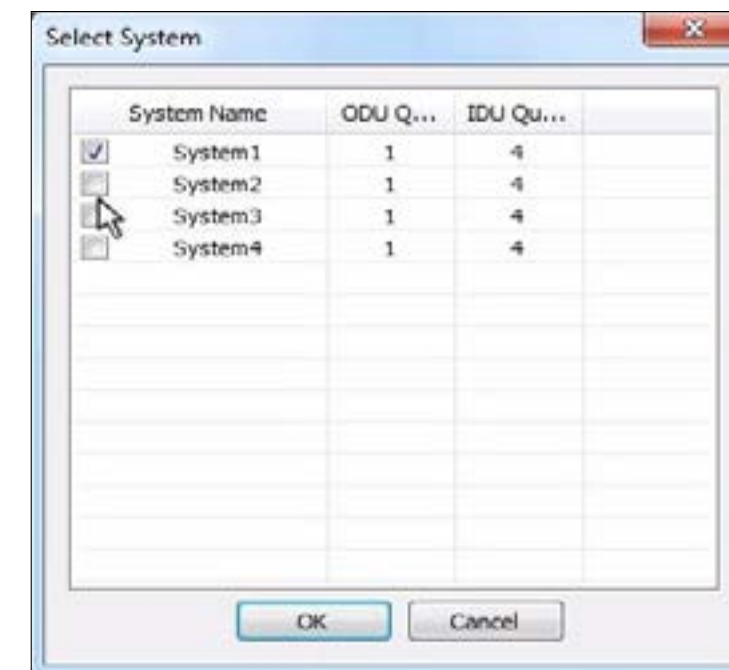 Select System
System Name ODU Q... IDU Qu...
System1 1 4
System2 1 4
System3 1 4
System4 1 4
OK Cancel